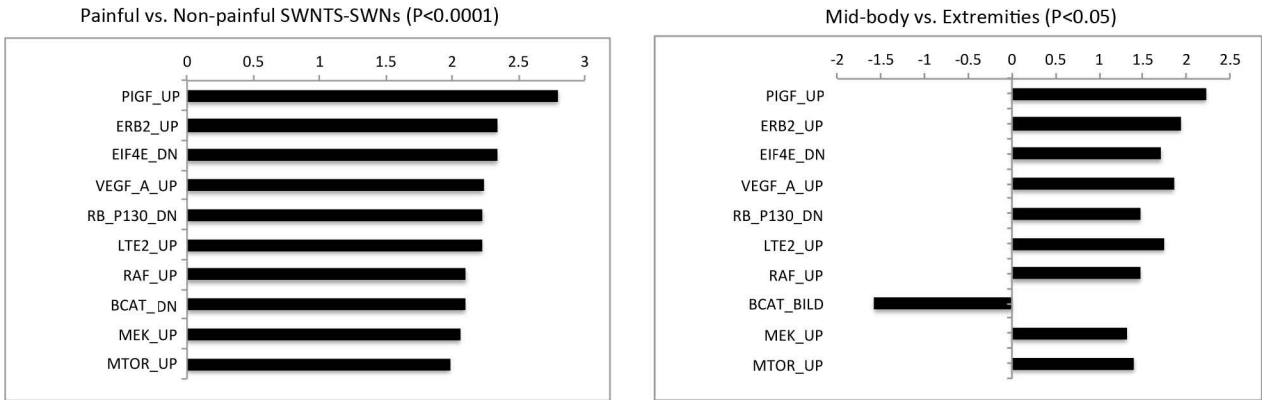 Painful vs. Non-painful SWNTS-SWNs (P<0.0001)
0 0.5 1 1.5 2 2.5 3
PIGF_UP
ERB2_UP
EIF4E_DN
VEGF_A_UP
RB_P130_DN
LTE2_UP
RAF_UP
BCAT_DN
MEK_UP
MTOR_UP
Mid-body vs. Extremities (P<0.05)
-2 -1.5 -1 -0.5 0 0.5 1 1.5 2 2.5
PIGF_UP
ERB2_UP
EIF4E_DN
VEGF_A_UP
RB_P130_DN
LTE2_UP
RAF_UP
BCAT_BILD
MEK_UP
MTOR_UP